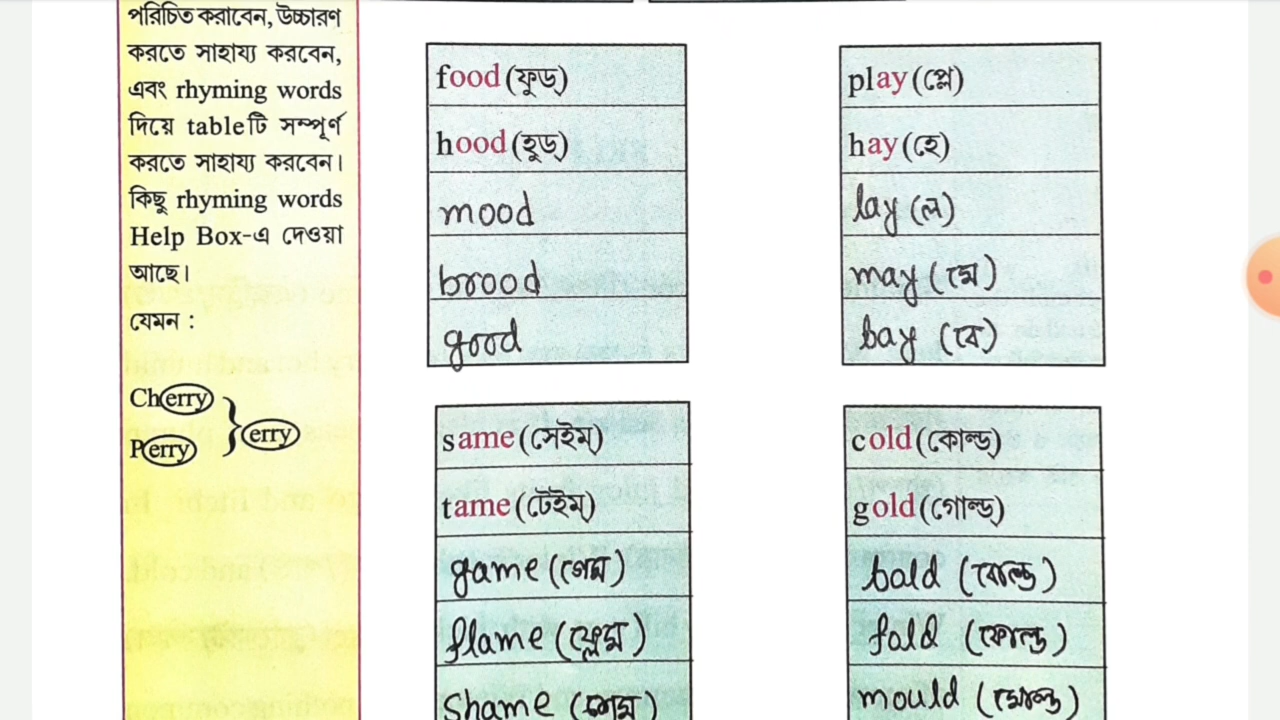 পরিচিত করাবেন, উচ্চারণ
করতে সাহায্য করবেন,
এবং rhyming words
দিয়ে tableটি সম্পূর্ণ
করতে সাহায্য করবেন।
কিছু rhyming words
Help Box-এ দেওয়া
আছে।
যেমন :
Cherry
Perry
erry
food (ফুড্)
hood (হুড্)
mood
brood
good
play (প্লে)
hay (হে)
lay (ল)
may (মে)
bay (বে)
same (সেইম্)
tame (টেইম্)
game (গেম)
flame (ফ্লেম)
shame (শেম)
cold (কোল্ড্)
gold (গোল্ড্)
bold (বোল্ড)
fold (ফোল্ড)
mould (মোল্ড)